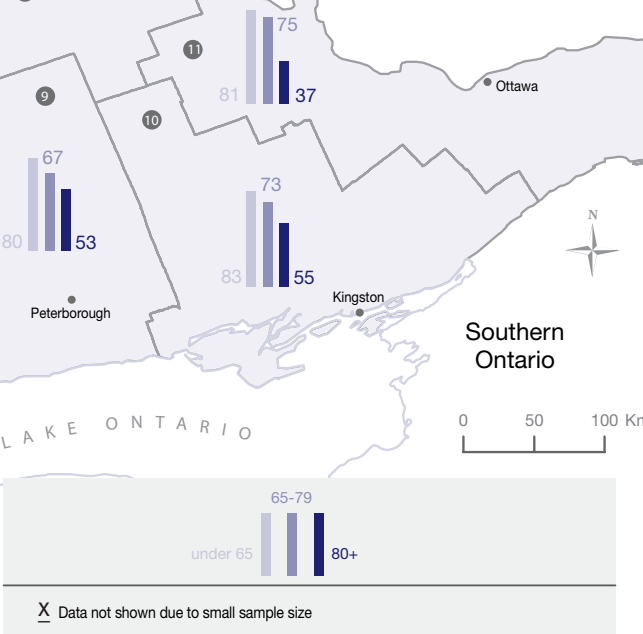 75
11
81
37
Ottawa
9
10
67
80
53
73
83
55
N
Peterborough
Kingston
Southern
Ontario
LAKE ONTARIO
0 50 100 Km
65-79
under 65
80+
X Data not shown due to small sample size